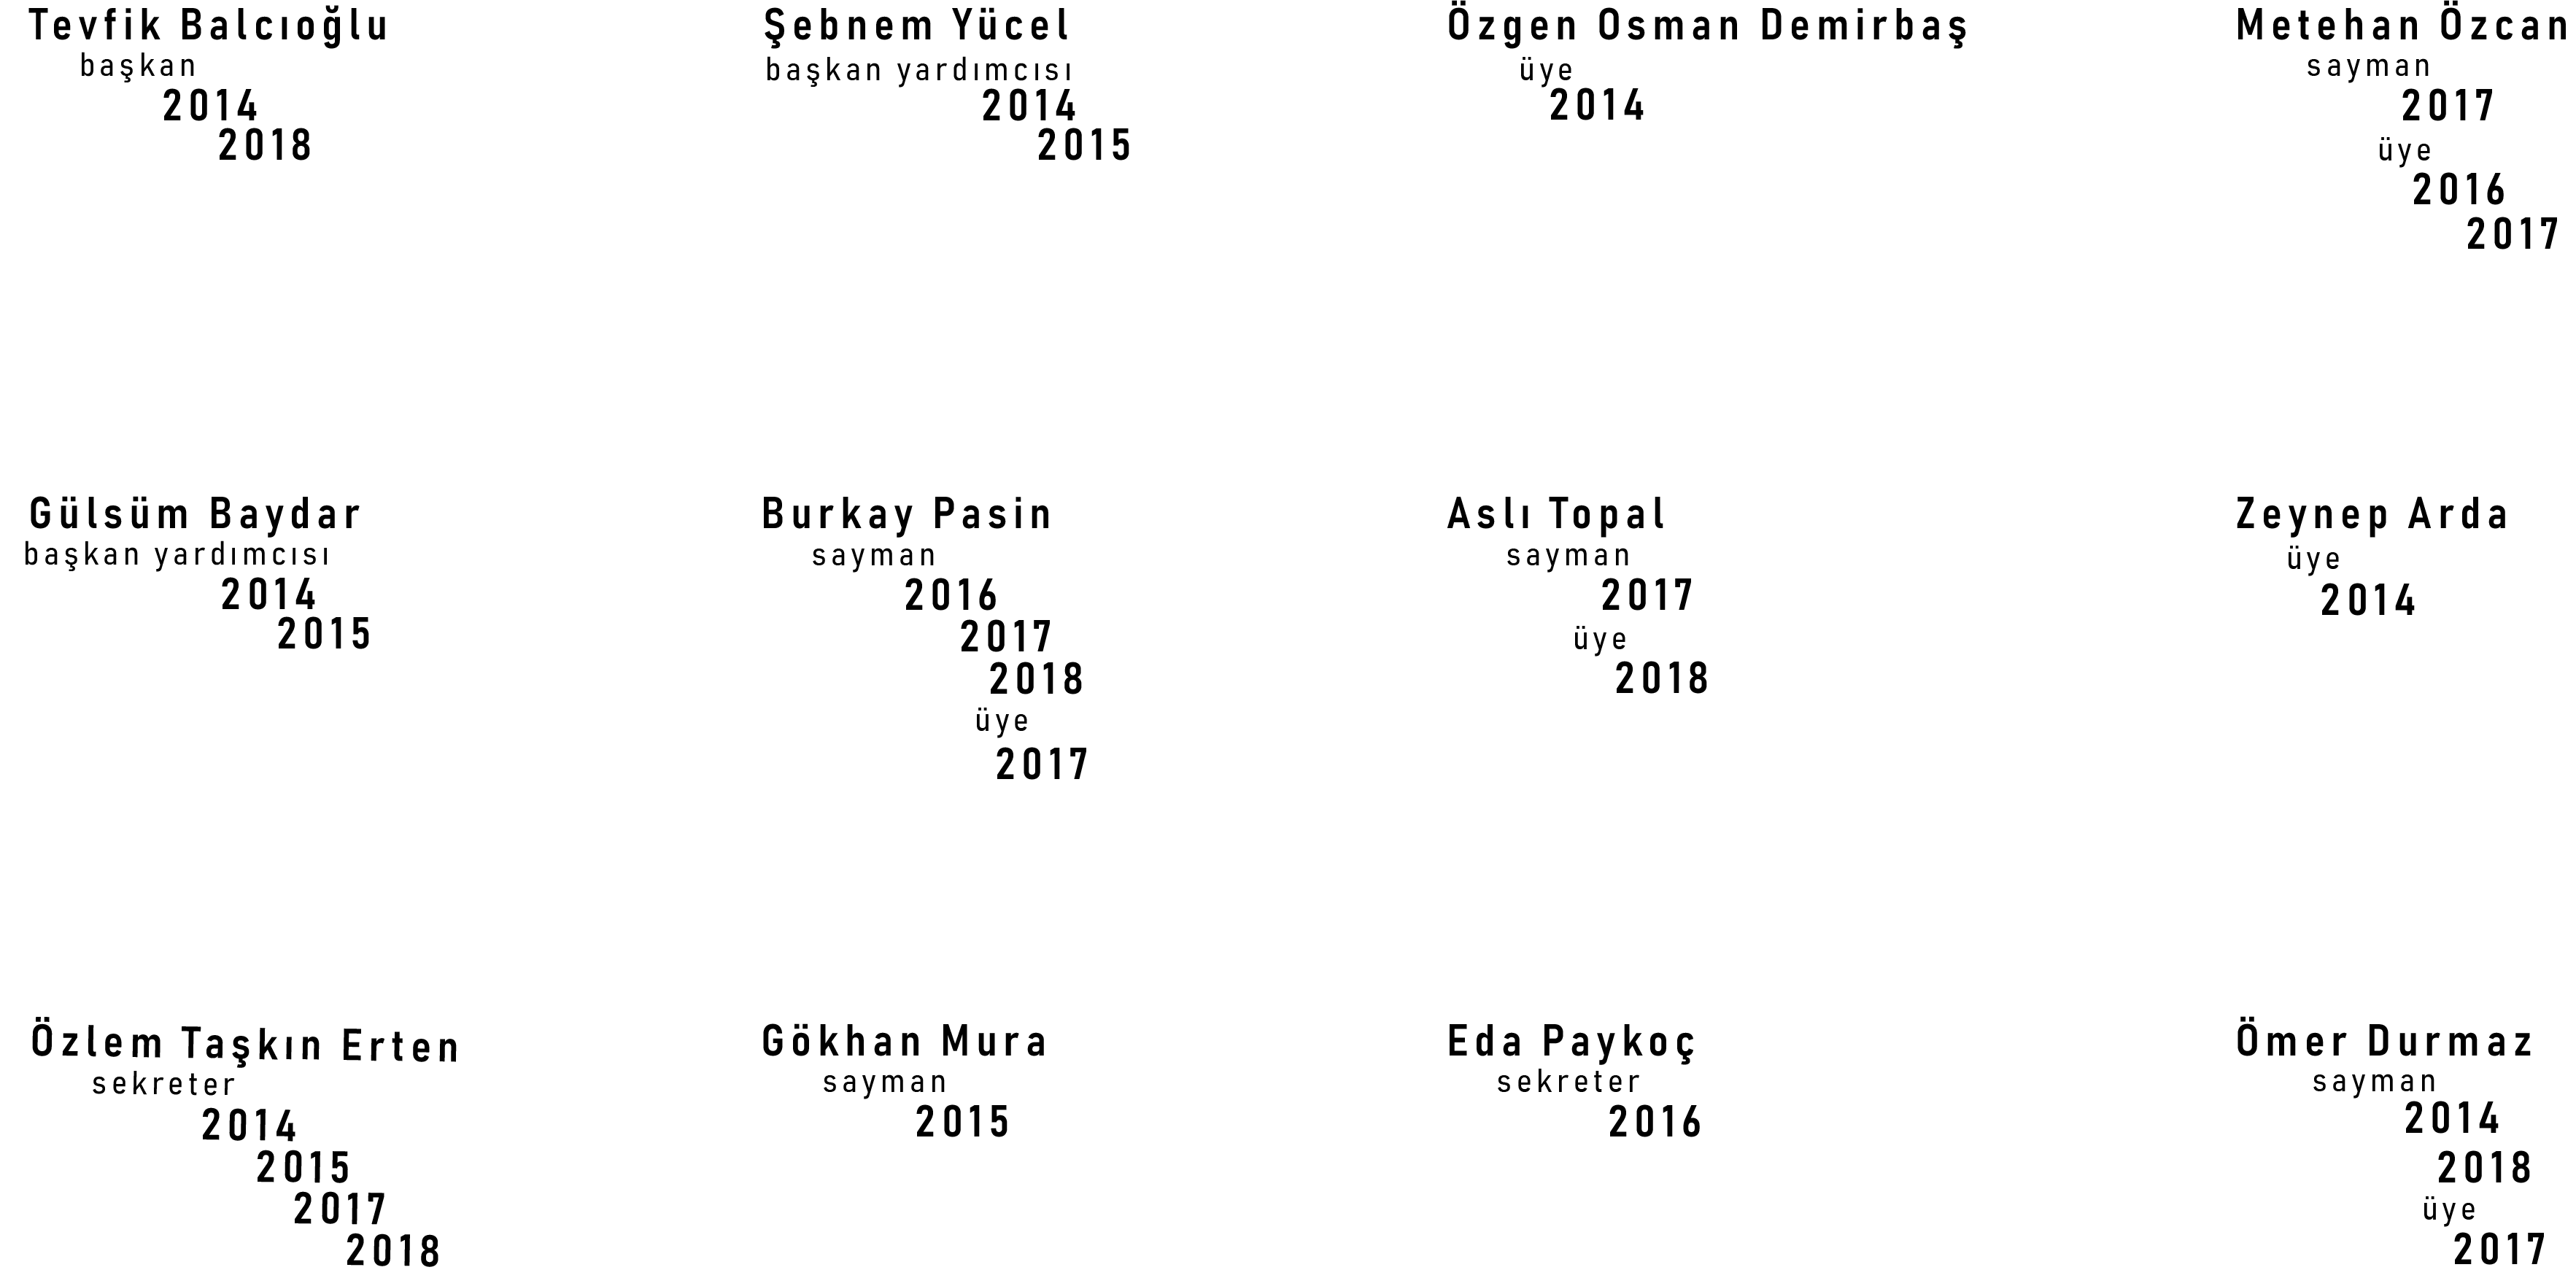 Tevfik Balcıoğlu
başkan
2014
2018
Şebnem Yücel
başkan yardımcısı
2014
2015
Özgen Osman Demirbaş
üye
2014
Metehan Özcan
sayman
2017
üye
2016
2017
Gülsüm Baydar
başkan yardımcısı
2014
2015
Burkay Pasin
sayman
2016
2017
2018
üye
2017
Aslı Topal
sayman
2017
üye
2018
Zeynep Arda
üye
2014
Özlem Taşkın Erten
sekreter
2014
2015
2017
2018
Gökhan Mura
sayman
2015
Eda Paykoç
sekreter
2016
Ömer Durmaz
sayman
2014
2018
üye
2017